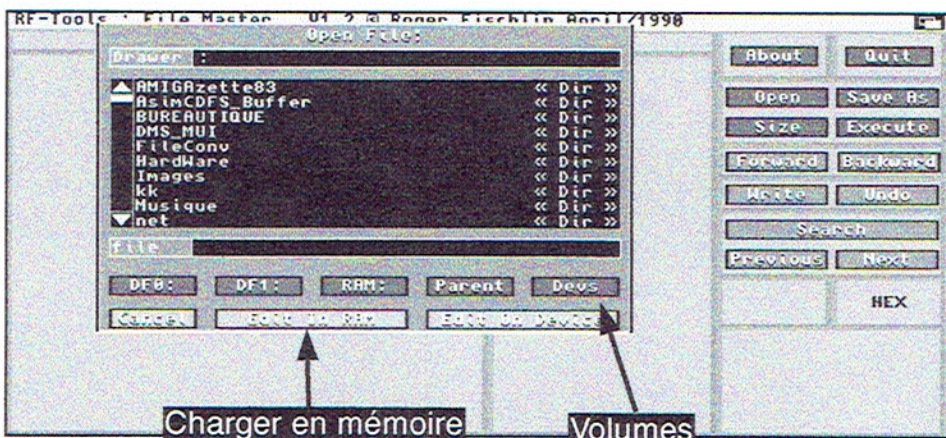 RF-Tools : File Master V1.2 © Roger Fischlin April/1990
Open File:
Drawer :
AMIGAzette83 « Dir »
AsimCDFS_Buffer « Dir »
BUREAUTIQUE « Dir »
DMS_MUI « Dir »
FileConv « Dir »
HardWare « Dir »
Images « Dir »
kk « Dir »
Musique « Dir »
net « Dir »
file
DF0: DF1: RAM: Parent Devs
Cancel Edit In RAM Edit On Device
About Quit
Open Save As
Size Execute
Forward Backward
Write Undo
Search
Previous Next
HEX
Charger en mémoire
Volumes